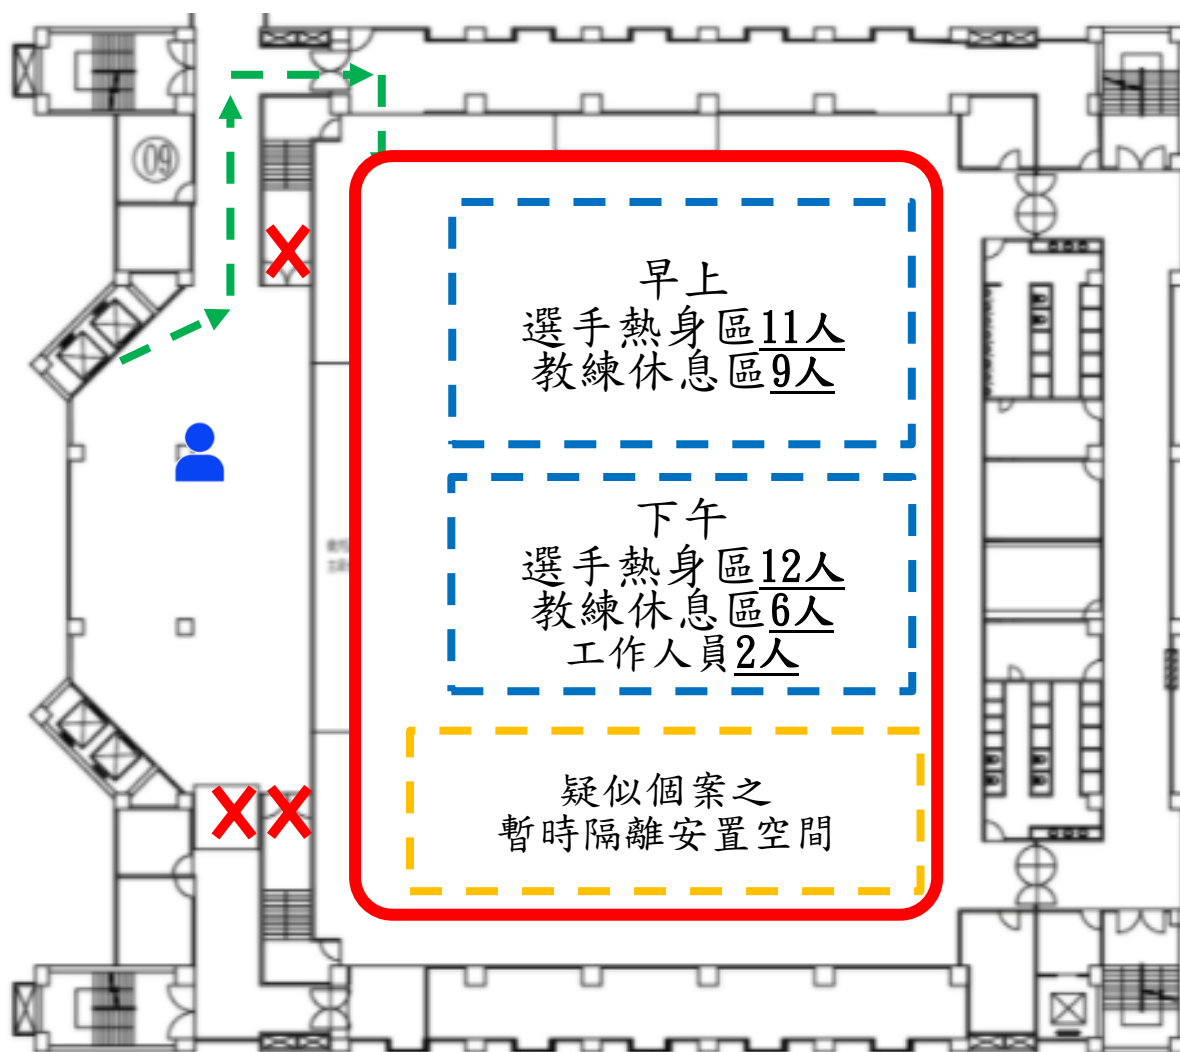 09
早上
選手熱身區11人
教練休息區9人
下午
選手熱身區12人
教練休息區6人
工作人員2人
疑似個案之
暫時隔離安置空間